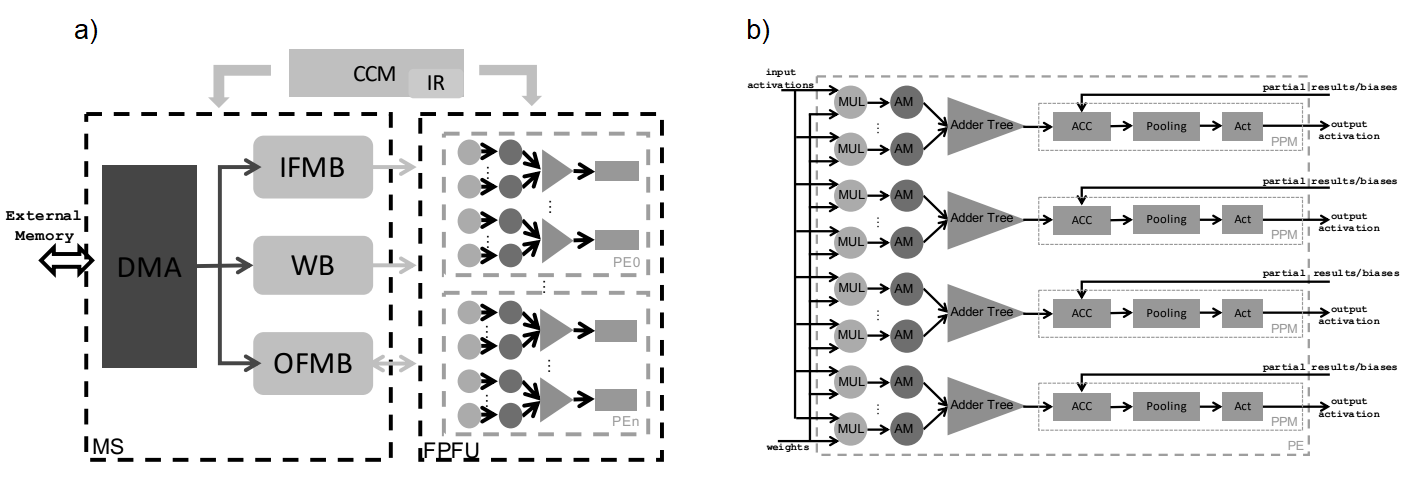 a)
CCM
IR
External
Memory
DMA
IFMB
WB
OFMB
MS
PE0
PEn
FPFU
b)
input
activations
MUL
AM
MUL
AM
Adder Tree
partial results/biases
ACC
Pooling
Act
PPM
output
activation
MUL
AM
MUL
AM
Adder Tree
partial results/biases
ACC
Pooling
Act
PPM
output
activation
MUL
AM
MUL
AM
Adder Tree
partial results/biases
ACC
Pooling
Act
PPM
output
activation
MUL
AM
MUL
AM
Adder Tree
partial results/biases
ACC
Pooling
Act
PPM
output
activation
weights
PE